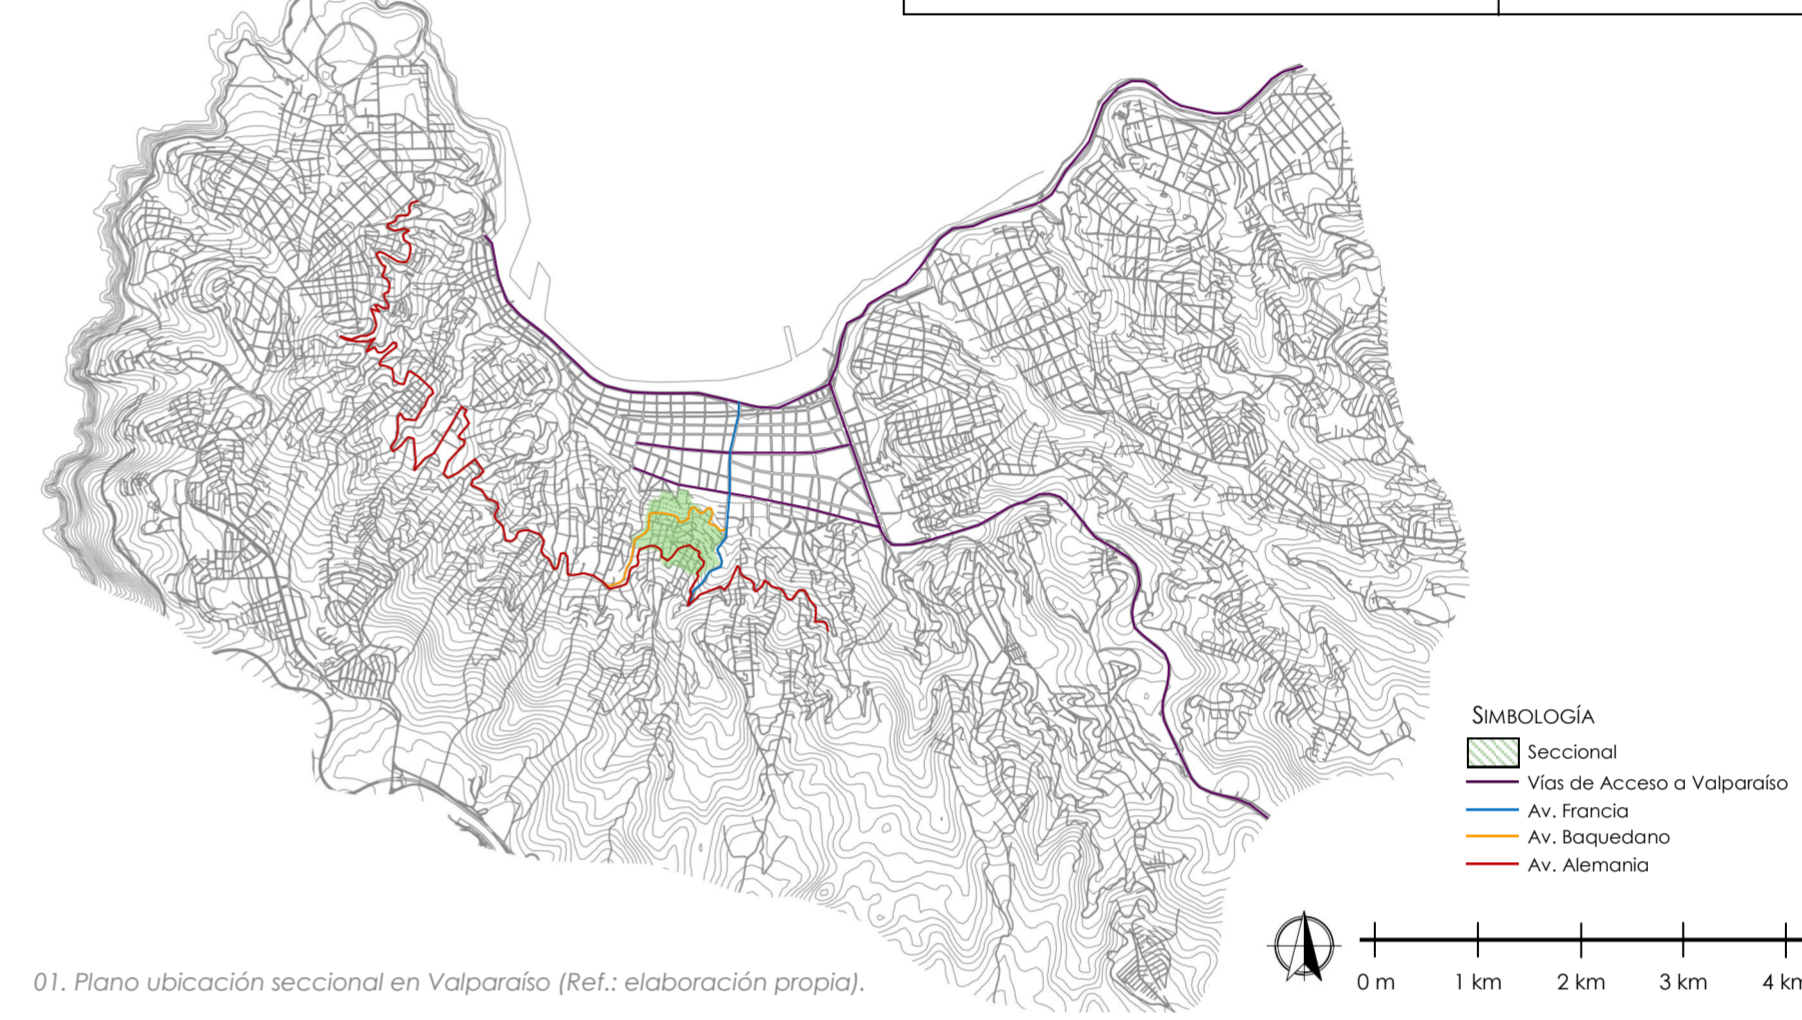 SIMBOLOGÍA
Seccional
Vías de Acceso a Valparaíso
Av. Francia
Av. Baquedano
Av. Alemania
0 m 1 km 2 km 3 km 4 km
01. Plano ubicación seccional en Valparaíso (Ref.: elaboración propia).